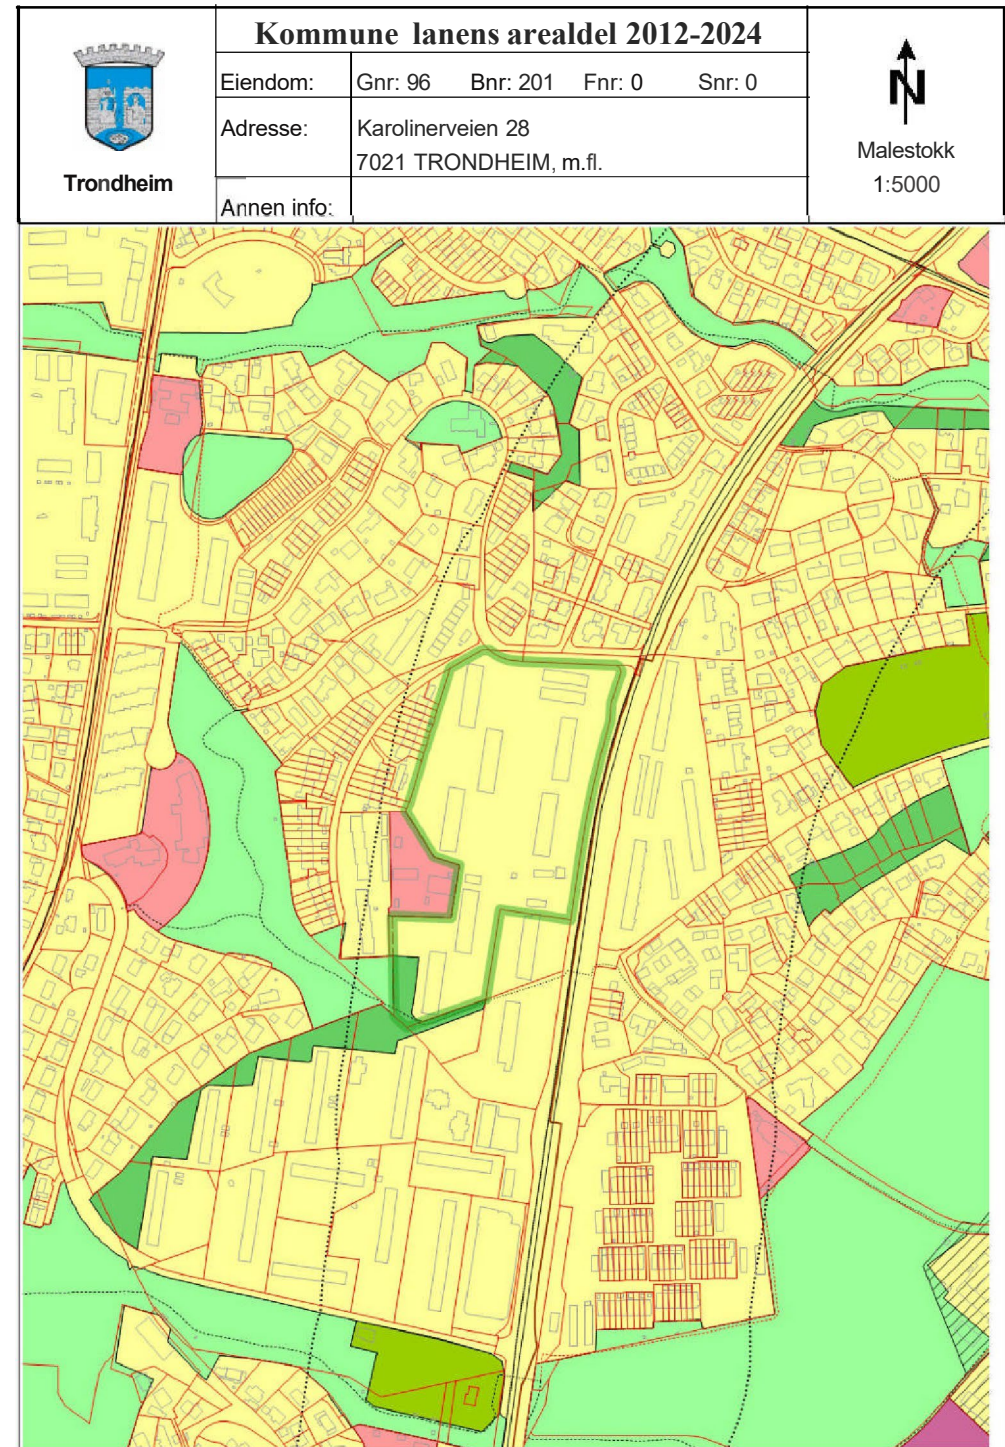 Kommune lanens arealdel 2012-2024
Eiendom: Gnr: 96 Bnr: 201 Fnr: 0 Snr: 0
Adresse: Karolinerveien 28
7021 TRONDHEIM, m.fl.
Annen info:
Trondheim
N
Malestokk
1:5000